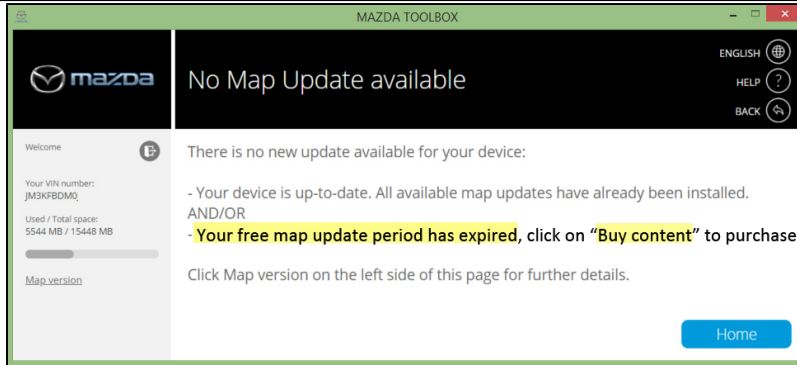 MAZDA TOOLBOX
mazda
No Map Update available
ENGLISH
HELP ?
BACK
Welcome
Your VIN number:
JM3KFBDM0
Used / Total space:
5544 MB / 15448 MB
Map version
There is no new update available for your device:
- Your device is up-to-date. All available map updates have already been installed.
AND/OR
- Your free map update period has expired, click on “Buy content” to purchase
Click Map version on the left side of this page for further details.
Home